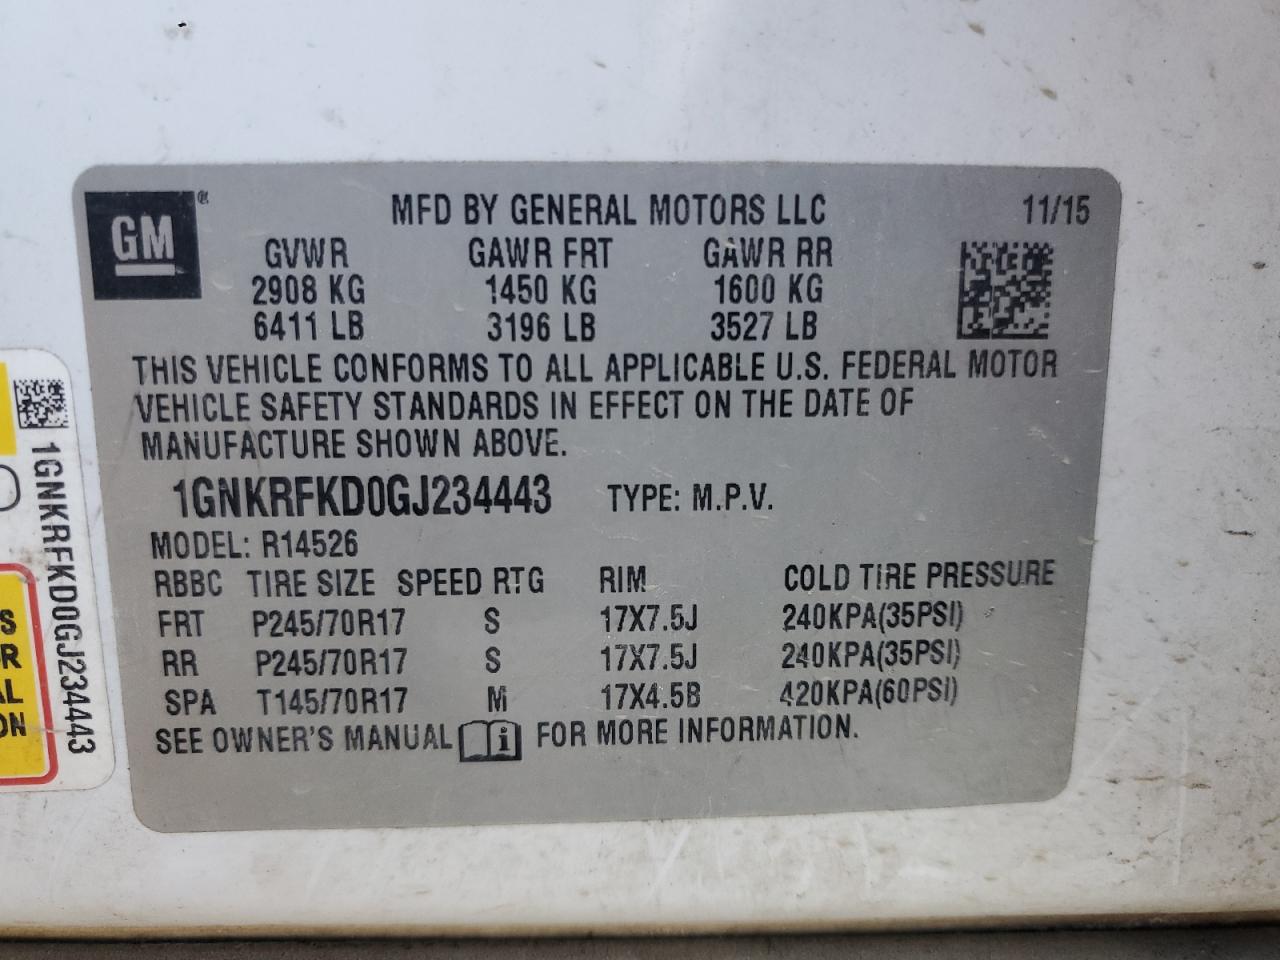 GM ®
MFD BY GENERAL MOTORS LLC 11/15
GVWR GAWR FRT GAWR RR
2908 KG 1450 KG 1600 KG
6411 LB 3196 LB 3527 LB
THIS VEHICLE CONFORMS TO ALL APPLICABLE U.S. FEDERAL MOTOR
VEHICLE SAFETY STANDARDS IN EFFECT ON THE DATE OF
MANUFACTURE SHOWN ABOVE.
1GNKRFKD0GJ234443 TYPE: M.P.V.
MODEL: R14526
RBBC TIRE SIZE SPEED RTG RIM COLD TIRE PRESSURE
FRT P245/70R17 S 17X7.5J 240KPA(35PSI)
RR P245/70R17 S 17X7.5J 240KPA(35PSI)
SPA T145/70R17 M 17X4.5B 420KPA(60PSI)
SEE OWNER'S MANUAL i FOR MORE INFORMATION.
1GNKRFKD0GJ234443